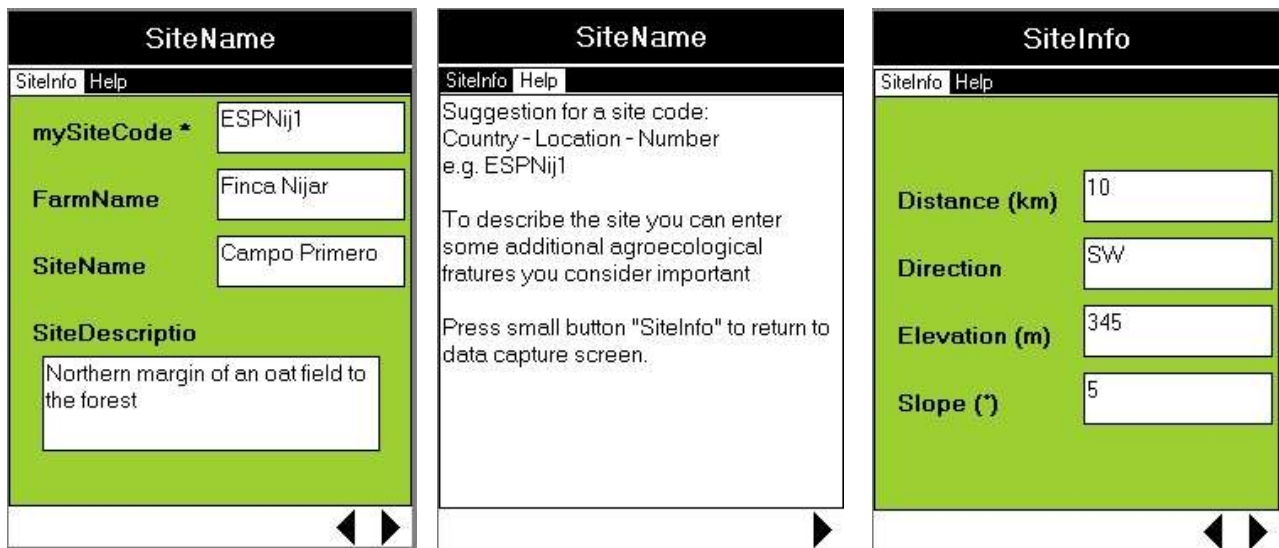 SiteName
SiteInfo Help
mySiteCode *
ESPNij1
FarmName
Finca Nijar
SiteName
Campo Primero
SiteDescriptio
Northern margin of an oat field to
the forest
SiteName
SiteInfo Help
Suggestion for a site code:
Country - Location - Number
e.g. ESPNij1
To describe the site you can enter
some additional agroecological
fratures you consider important
Press small button "SiteInfo" to return to
data capture screen.
SiteInfo
SiteInfo Help
Distance (km)
10
Direction
SW
Elevation (m)
345
Slope (°)
5